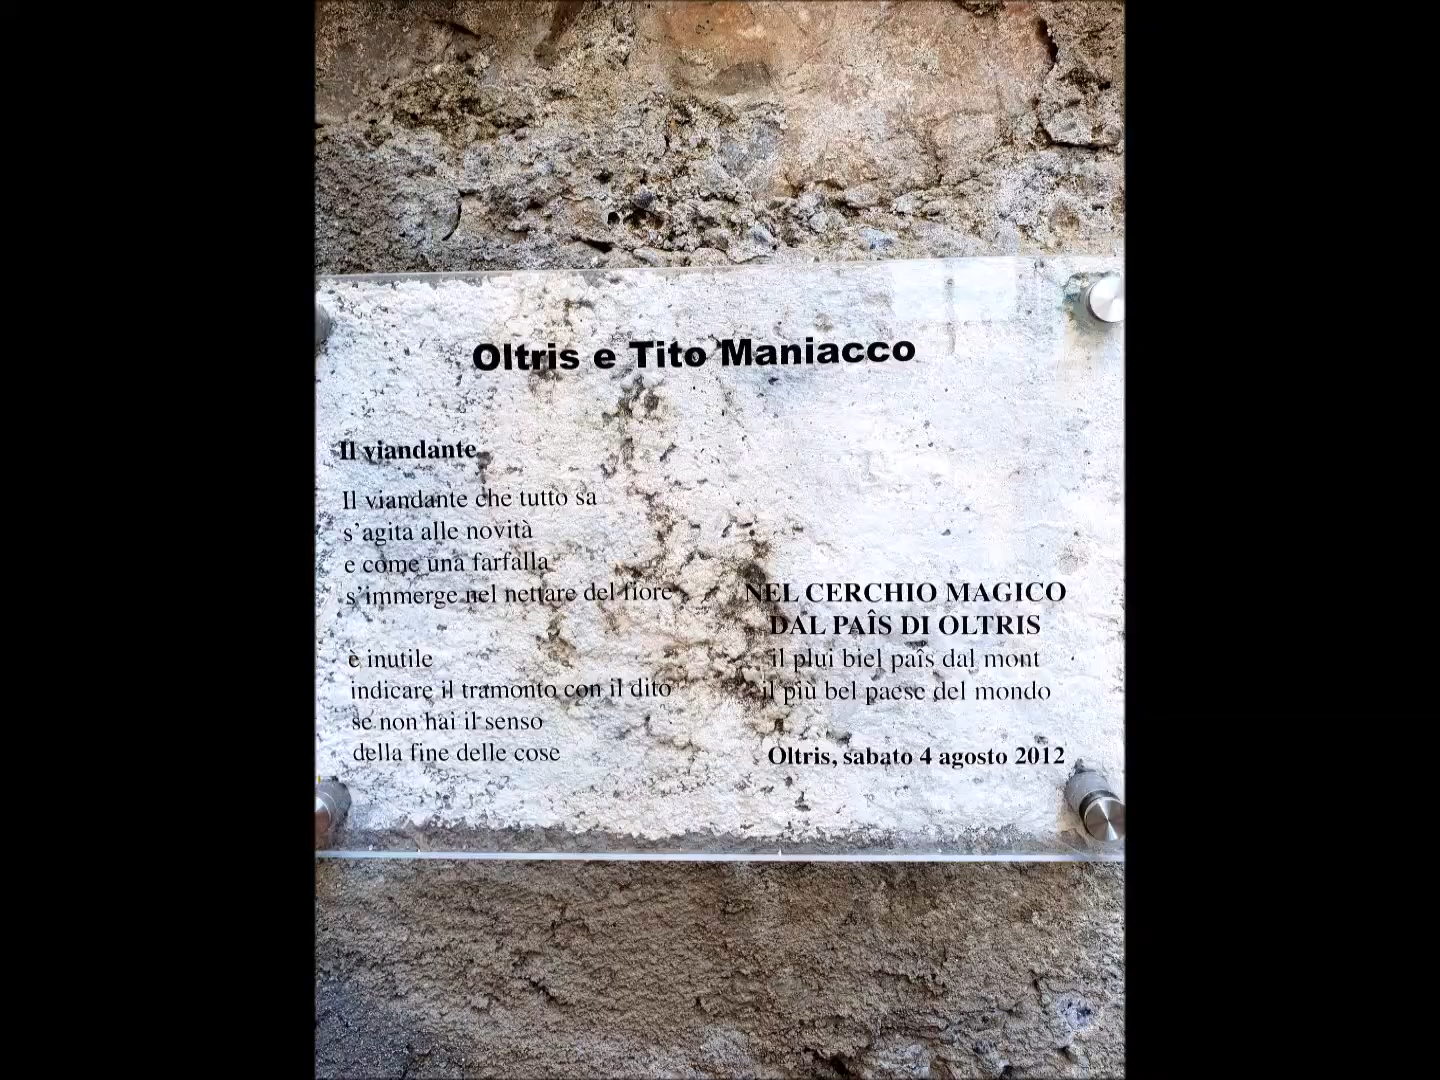 Oltris e Tito Maniacco
Il viandante
Il viandante che tutto sa
s'agita alle novità
e come una farfalla
s'immerge nel nettare del fiore
è inutile
indicare il tramonto con il dito
se non hai il senso
della fine delle cose
NEL CERCHIO MAGICO
DAL PAÎS DI OLTRIS
il plui biel paîs dal mont
il più bel paese del mondo
Oltris, sabato 4 agosto 2012